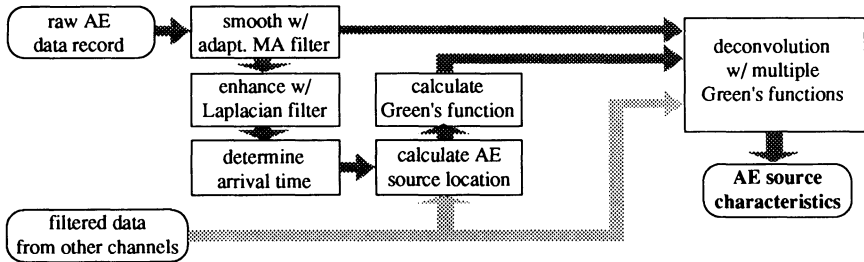 raw AE
data record
smooth w/
adapt. MA filter
enhance w/
Laplacian filter
determine
arrival time
calculate
Green's function
calculate AE
source location
filtered data
from other channels
deconvolution
w/ multiple
Green's functions
AE source
characteristics